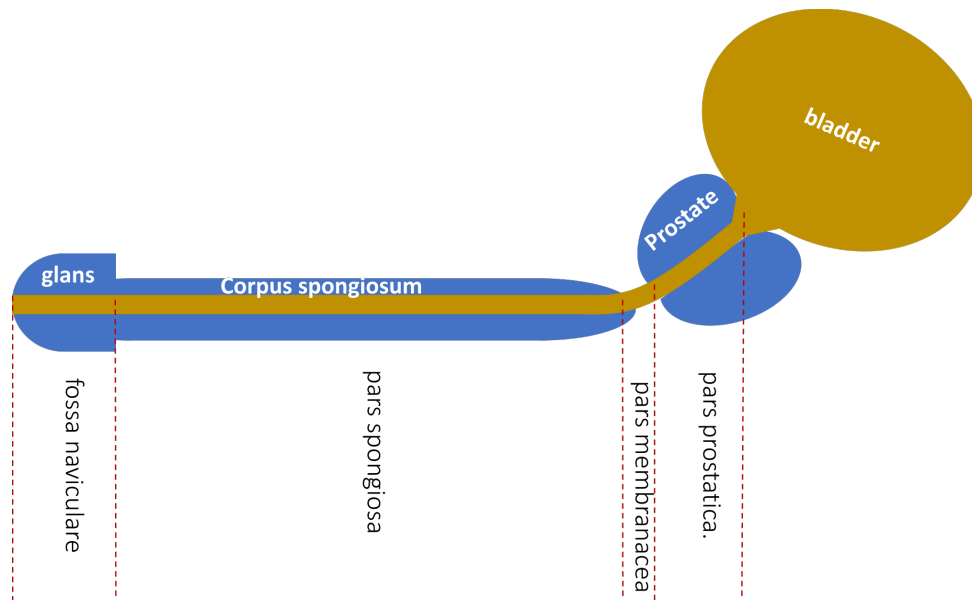 bladder
Prostate
glans
Corpus spongiosum
fossa naviculare
pars spongiosa
pars membranacea
pars prostatica.